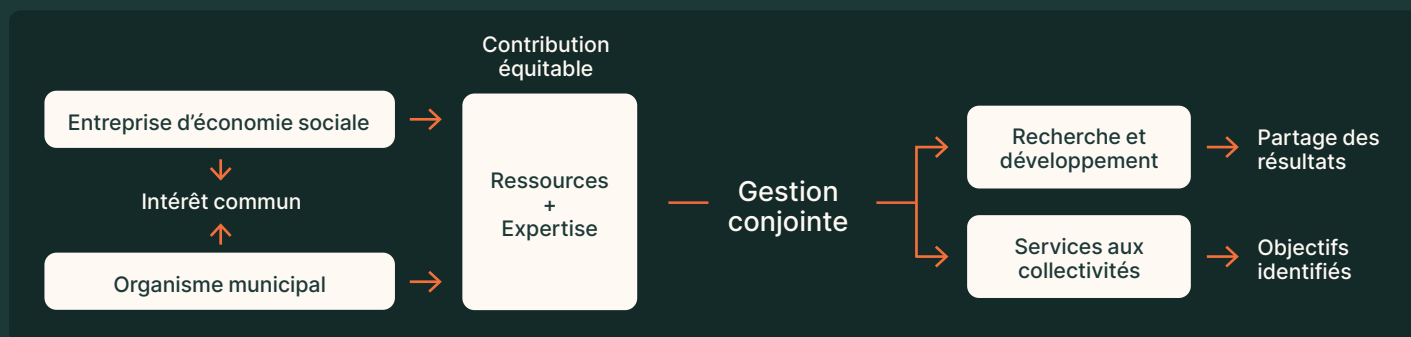 Contribution
équitable
Entreprise d'économie sociale
Intérêt commun
Organisme municipal
Ressources
+
Expertise
Gestion
conjointe
Recherche et
développement
Partage des
résultats
Services aux
collectivités
Objectifs
identifiés